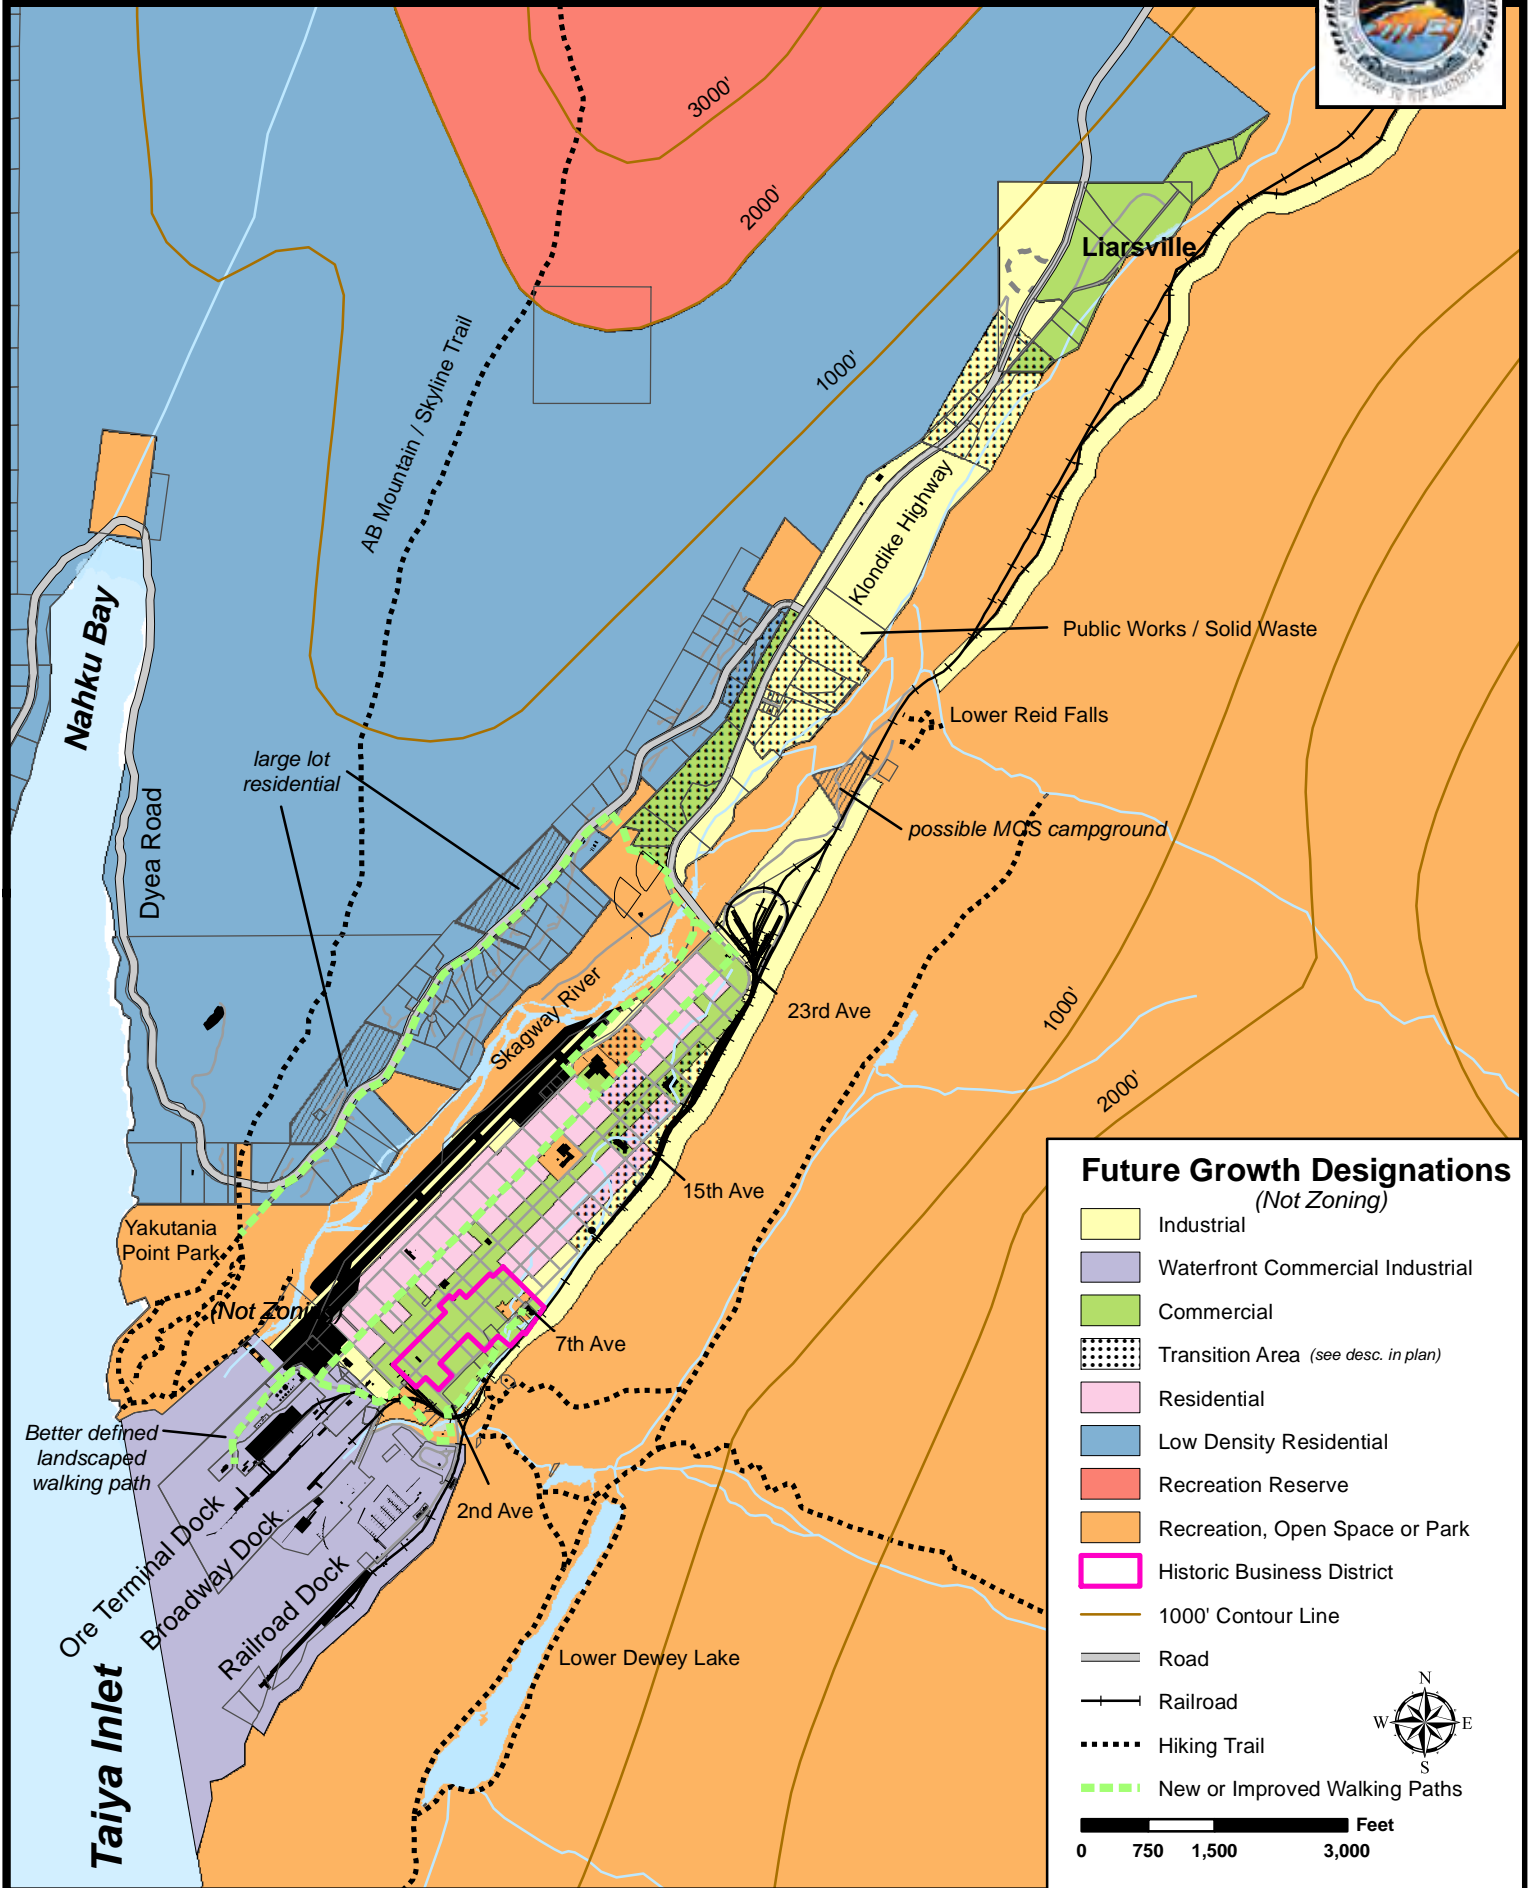 GATEWAY TO THE KLONDIKE
3000'
2000'
Liarsville
1000'
AB Mountain / Skyline Trail
Klondike Highway
Nahku Bay
Public Works / Solid Waste
Lower Reid Falls
large lot
residential
possible MCS campground
Dyea Road
Skagway River
23rd Ave
1000'
2000'
15th Ave
Yakutania
Point Park
(Not Zoning)
7th Ave
Better defined
landscaped
walking path
2nd Ave
Ore Terminal Dock
Broadway Dock
Railroad Dock
Lower Dewey Lake
Taiya Inlet
Future Growth Designations
(Not Zoning)
Industrial
Waterfront Commercial Industrial
Commercial
Transition Area (see desc. in plan)
Residential
Low Density Residential
Recreation Reserve
Recreation, Open Space or Park
Historic Business District
1000' Contour Line
Road
Railroad
Hiking Trail
New or Improved Walking Paths
N
W E
S
Feet
0 750 1,500 3,000